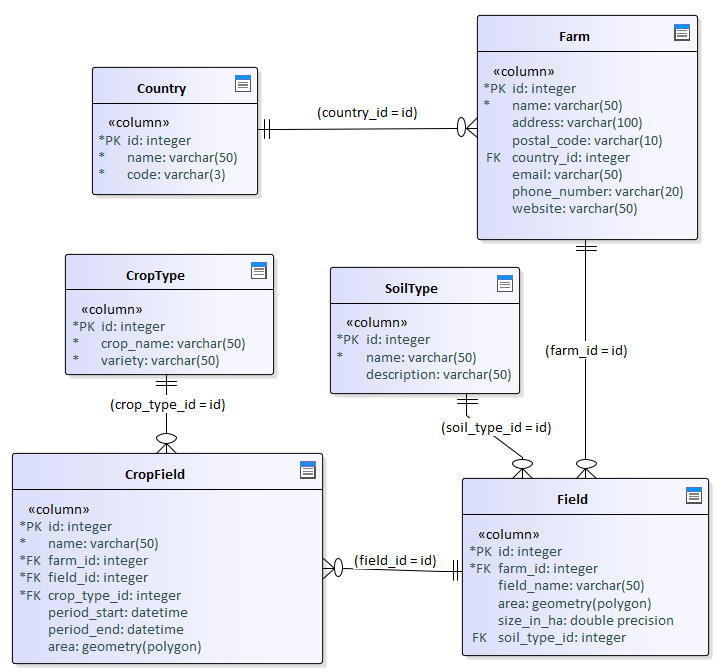 Farm
«column»
*PK id: integer
* name: varchar(50)
address: varchar(100)
postal_code: varchar(10)
FK country_id: integer
email: varchar(50)
phone_number: varchar(20)
website: varchar(50)
Country
«column»
*PK id: integer
* name: varchar(50)
* code: varchar(3)
(country_id = id)
CropType
«column»
*PK id: integer
* crop_name: varchar(50)
* variety: varchar(50)
SoilType
«column»
*PK id: integer
* name: varchar(50)
description: varchar(50)
(farm_id = id)
(crop_type_id = id)
(soil_type_id = id)
CropField
«column»
*PK id: integer
* name: varchar(50)
*FK farm_id: integer
*FK field_id: integer
*FK crop_type_id: integer
period_start: datetime
period_end: datetime
area: geometry(polygon)
(field_id = id)
Field
«column»
*PK id: integer
*FK farm_id: integer
field_name: varchar(50)
area: geometry(polygon)
size_in_ha: double precision
FK soil_type_id: integer